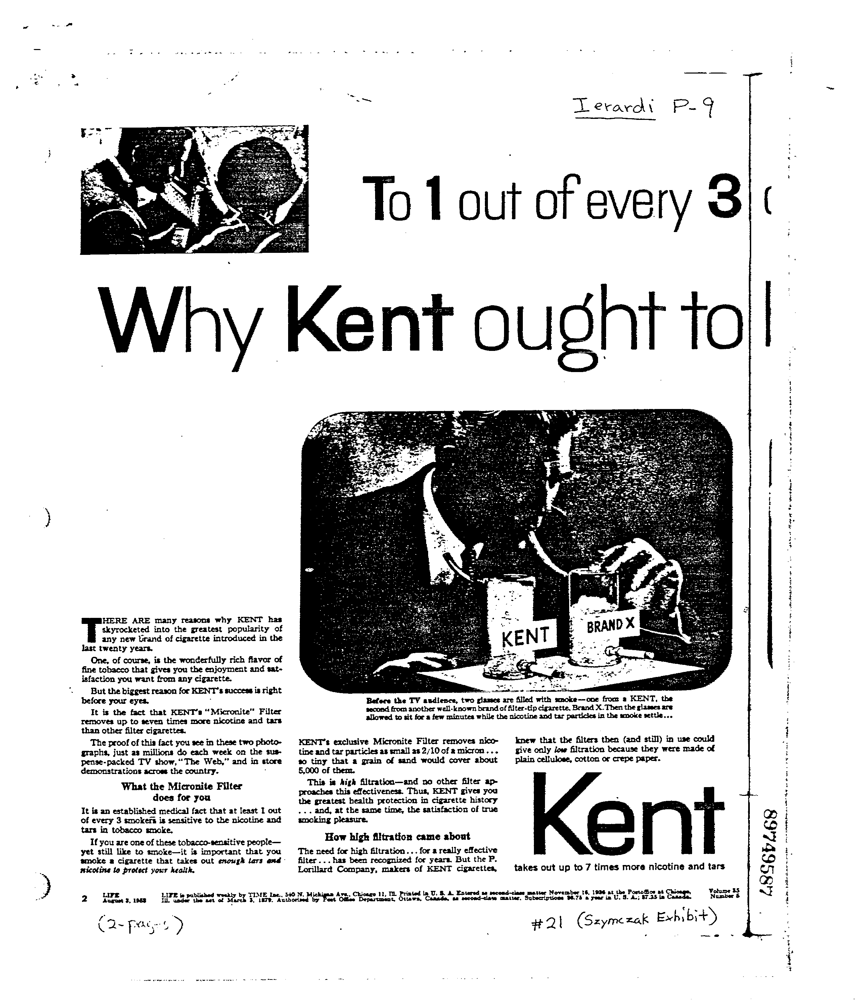 Ierardi P-9
To 1 out of every 3
Why Kent ought to
KENT
BRAND X
Before the TV audience, two glasses are filled with smoke—one from a KENT, the
second from another well-known brand of filter-tip cigarette, Brand X. Then the glasses are
allowed to sit for a few minutes while the nicotine and tar particles in the smoke settle...
THERE ARE many reasons why KENT has
skyrocketed into the greatest popularity of
any new brand of cigarette introduced in the
last twenty years.
One, of course, is the wonderfully rich flavor of
fine tobacco that gives you the enjoyment and sat-
isfaction you want from any cigarette.
But the biggest reason for KENT's success is right
before your eyes.
It is the fact that KENT's "Micronite" Filter
removes up to seven times more nicotine and tars
than other filter cigarettes.
The proof of this fact you see in these two photo-
graphs, just as millions do each week on the sus-
pense-packed TV show, "The Web," and in store
demonstrations across the country.
What the Micronite Filter
does for you
It is an established medical fact that at least 1 out
of every 3 smokers is sensitive to the nicotine and
tars in tobacco smoke.
If you are one of these tobacco-sensitive people—
yet still like to smoke—it is important that you
smoke a cigarette that takes out enough tars and
nicotine to protect your health.
KENT's exclusive Micronite Filter removes nico-
tine and tar particles as small as 2/10 of a micron...
so tiny that a grain of sand would cover about
5,000 of them.
This is high filtration—and no other filter ap-
proaches this effectiveness. Thus, KENT gives you
the greatest health protection in cigarette history
... and, at the same time, the satisfaction of true
smoking pleasure.
How high filtration came about
The need for high filtration... for a really effective
filter... has been recognized for years. But the P.
Lorillard Company, makers of KENT cigarettes,
knew that the filters then (and still) in use could
give only low filtration because they were made of
plain cellulose, cotton or crepe paper.
Kent
takes out up to 7 times more nicotine and tars
89749587
2 LIFE
August 3, 1953
LIFE is published weekly by TIME Inc., 540 N. Michigan Ave., Chicago 11, Ill. Printed in U. S. A. Entered as second-class matter November 16, 1936 at the Postoffice at Chicago,
Ill. under the act of March 3, 1879. Authorized by Post Office Department, Ottawa, Canada, as second-class matter. Subscriptions $6.75 a year in U. S. A.; $7.25 in Canada.
Volume 35
Number 5
#21 (Szymczak Exhibit)